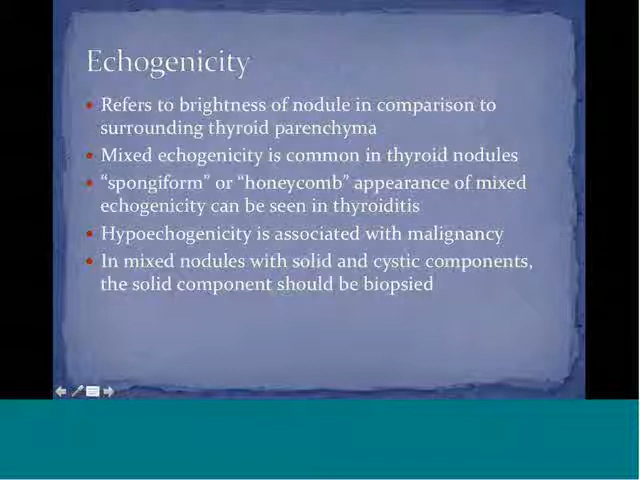 Echogenicity
• Refers to brightness of nodule in comparison to
surrounding thyroid parenchyma
• Mixed echogenicity is common in thyroid nodules
• “spongiform” or “honeycomb” appearance of mixed
echogenicity can be seen in thyroiditis
• Hypoechogenicity is associated with malignancy
• In mixed nodules with solid and cystic components,
the solid component should be biopsied